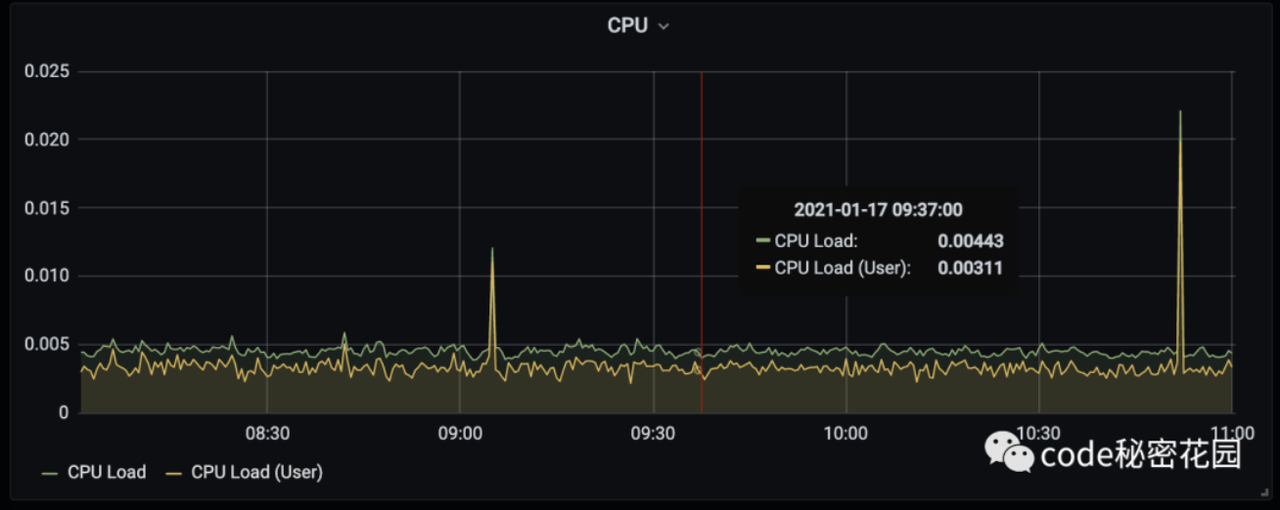 CPU
0.025
0.020
0.015
0.010
0.005
0
2021-01-17 09:37:00
CPU Load: 0.00443
CPU Load (User): 0.00311
08:30 09:00 09:30 10:00 10:30 11:00
CPU Load CPU Load (User)
code秘密花园